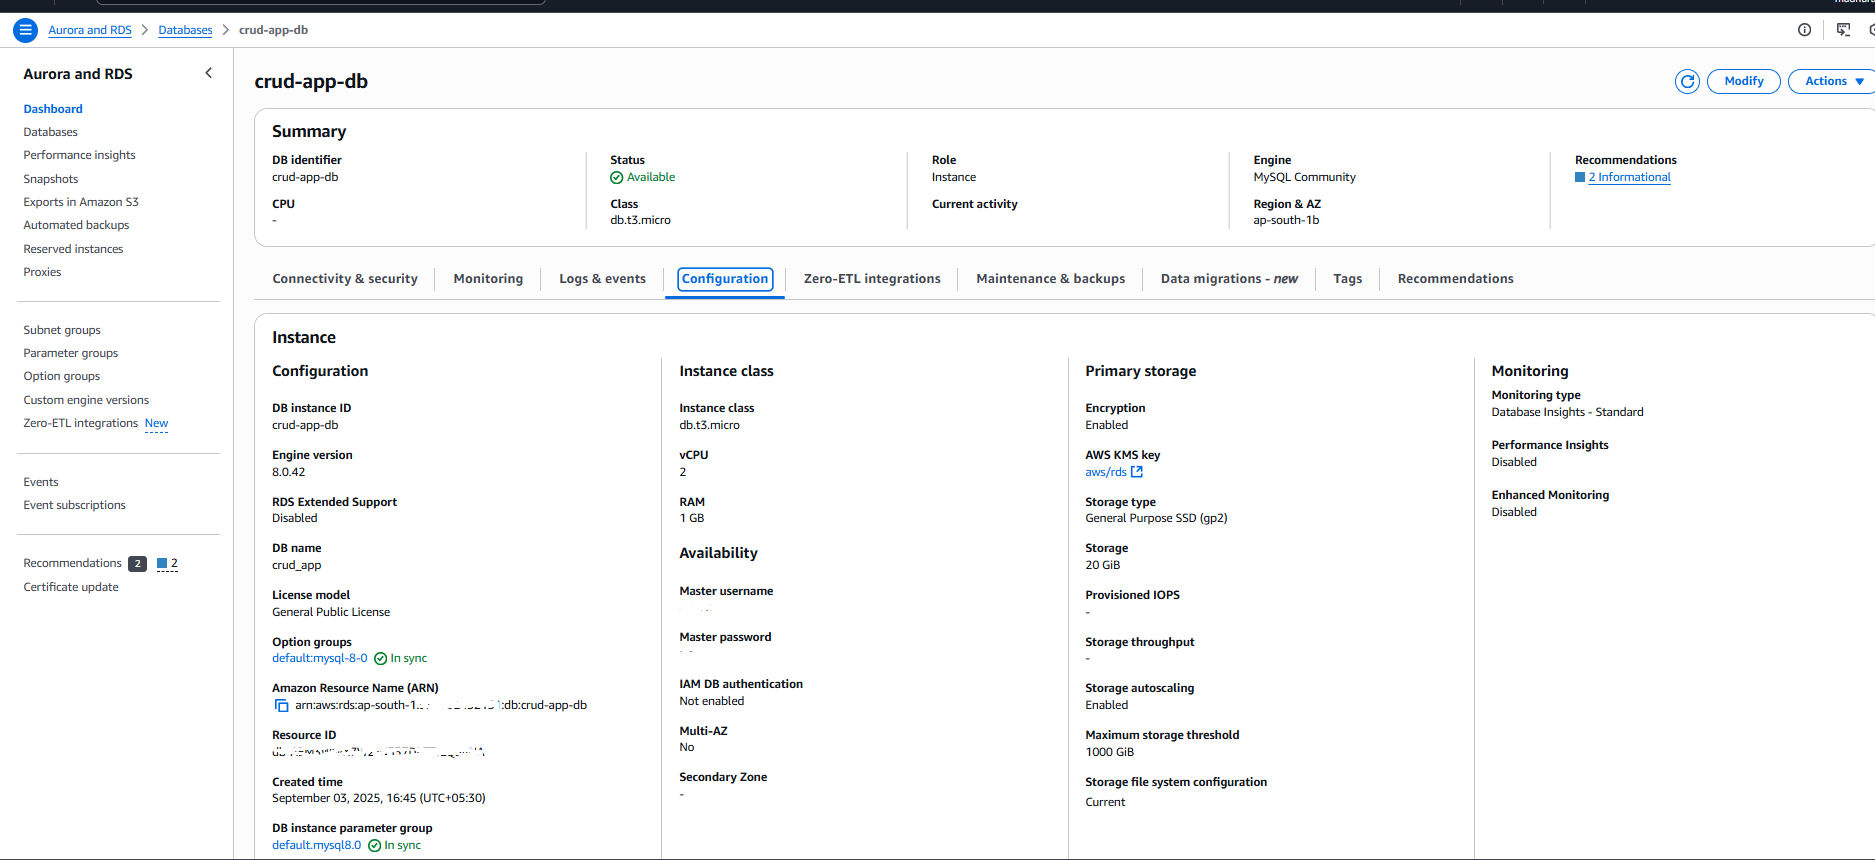 Aurora and RDS > Databases > crud-app-db
Aurora and RDS
Dashboard
Databases
Performance insights
Snapshots
Exports in Amazon S3
Automated backups
Reserved instances
Proxies
Subnet groups
Parameter groups
Option groups
Custom engine versions
Zero-ETL integrations New
Events
Event subscriptions
Recommendations 2 2
Certificate update
crud-app-db
Modify
Actions
Summary
DB identifier
crud-app-db
CPU
-
Status
Available
Class
db.t3.micro
Role
Instance
Current activity
Engine
MySQL Community
Region & AZ
ap-south-1b
Recommendations
2 Informational
Connectivity & security
Monitoring
Logs & events
Configuration
Zero-ETL integrations
Maintenance & backups
Data migrations - new
Tags
Recommendations
Instance
Configuration
DB instance ID
crud-app-db
Engine version
8.0.42
RDS Extended Support
Disabled
DB name
crud_app
License model
General Public License
Option groups
default:mysql-8-0 In sync
Amazon Resource Name (ARN)
arn:aws:rds:ap-south-1 :db:crud-app-db
Resource ID
Created time
September 03, 2025, 16:45 (UTC+05:30)
DB instance parameter group
default.mysql8.0 In sync
Instance class
Instance class
db.t3.micro
vCPU
2
RAM
1 GB
Availability
Master username
Master password
IAM DB authentication
Not enabled
Multi-AZ
No
Secondary Zone
-
Primary storage
Encryption
Enabled
AWS KMS key
aws/rds
Storage type
General Purpose SSD (gp2)
Storage
20 GiB
Provisioned IOPS
-
Storage throughput
-
Storage autoscaling
Enabled
Maximum storage threshold
1000 GiB
Storage file system configuration
Current
Monitoring
Monitoring type
Database Insights - Standard
Performance Insights
Disabled
Enhanced Monitoring
Disabled